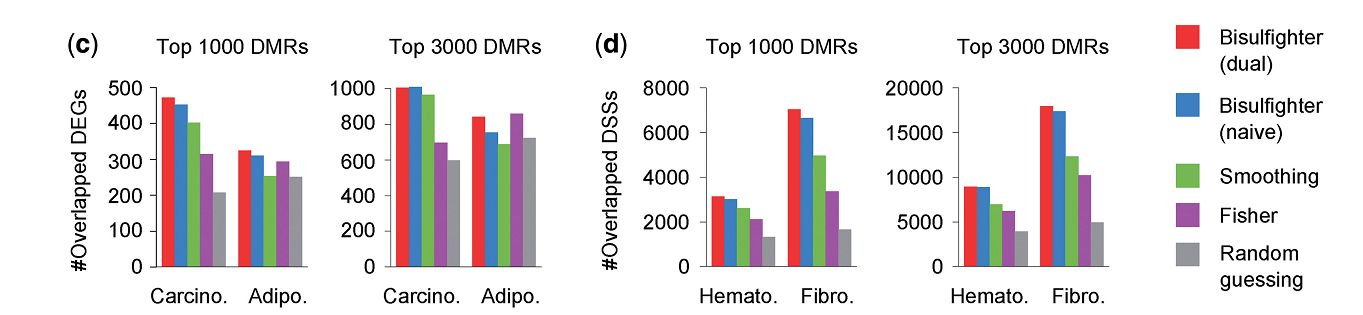 (c)
Top 1000 DMRs
Top 3000 DMRs
#Overlapped DEGs
500
400
300
200
100
0
Carcino.
Adipo.
1000
800
600
400
200
0
Carcino.
Adipo.
(d)
Top 1000 DMRs
Top 3000 DMRs
#Overlapped DSSs
8000
6000
4000
2000
0
Hemato.
Fibro.
20000
15000
10000
5000
0
Hemato.
Fibro.
Bisulfighter
(dual)
Bisulfighter
(naive)
Smoothing
Fisher
Random
guessing